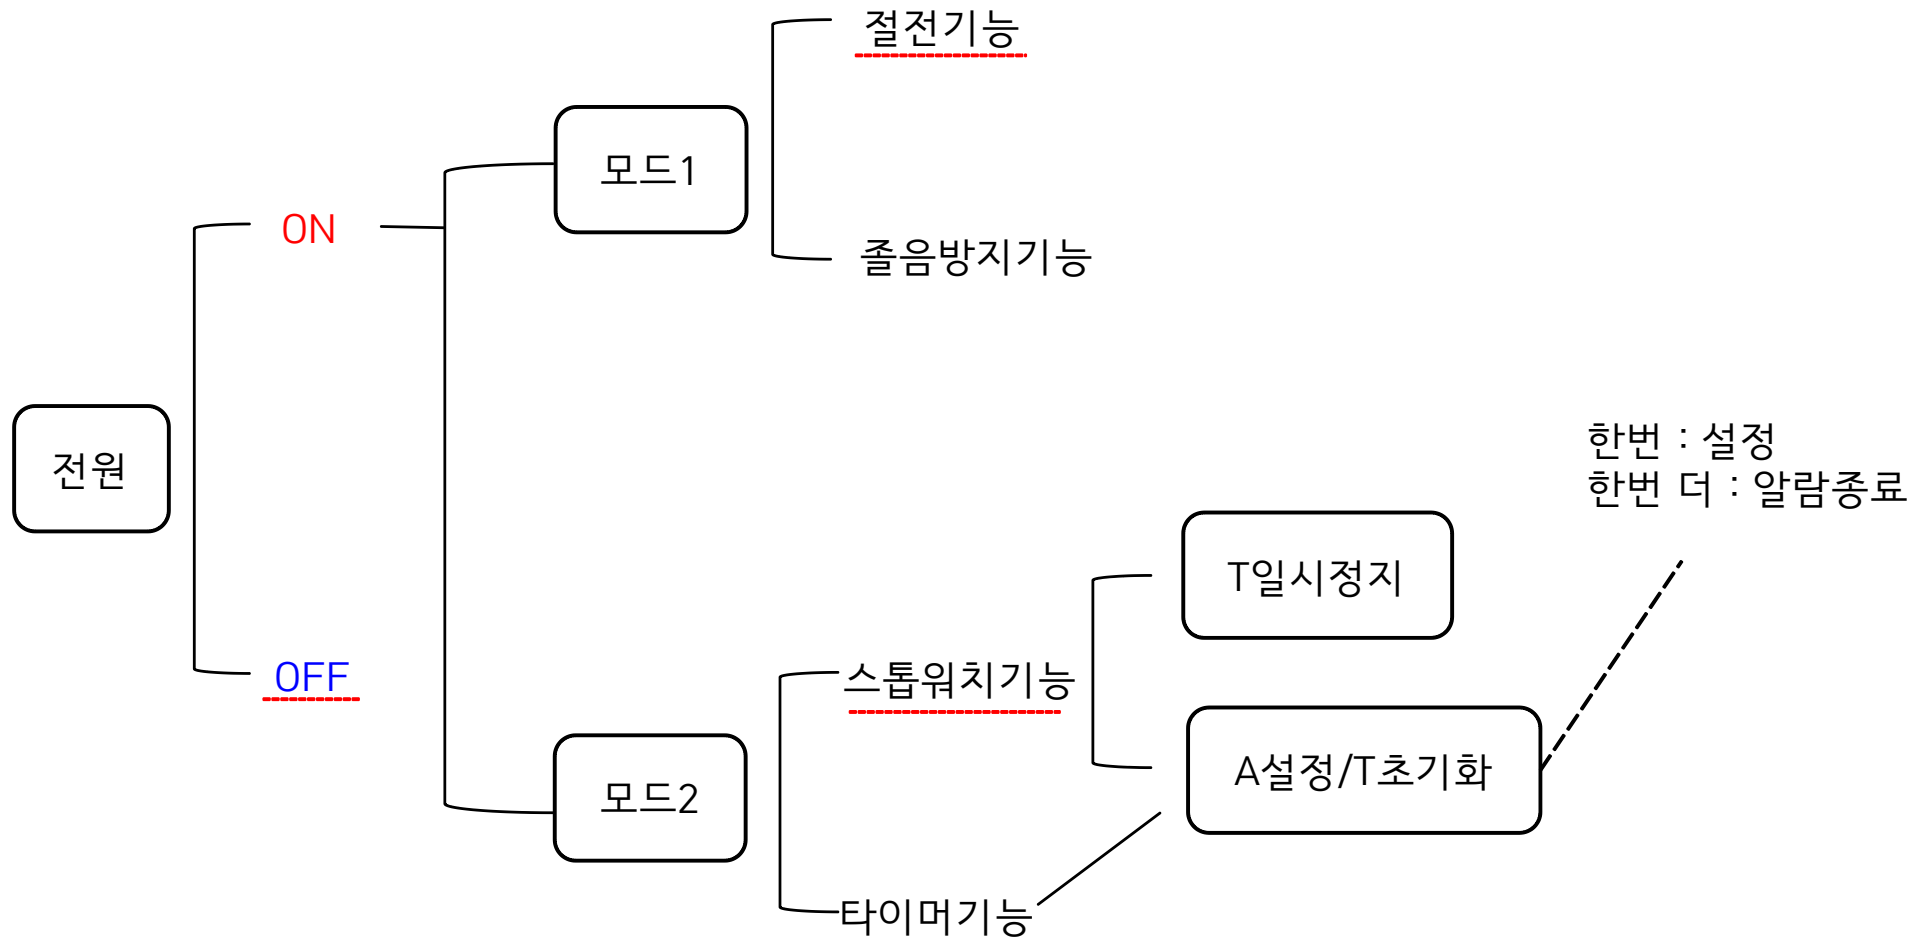 절전기능
모드1
ON
졸음방지기능
전원
한번 : 설정
한번 더 : 알람종료
T일시정지
OFF
스톱워치기능
A설정/T초기화
모드2
타이머기능